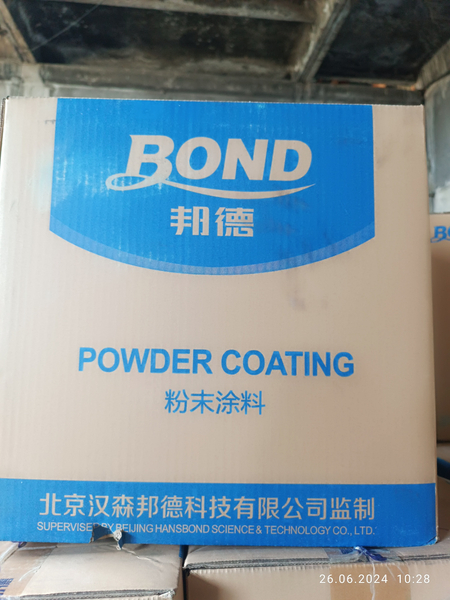 BOND
邦德
POWDER COATING
粉末涂料
北京汉森邦德科技有限公司监制
SUPERVISED BY BEIJING HANSBOND SCIENCE & TECHNOLOGY CO., LTD.
26.06.2024 10:28